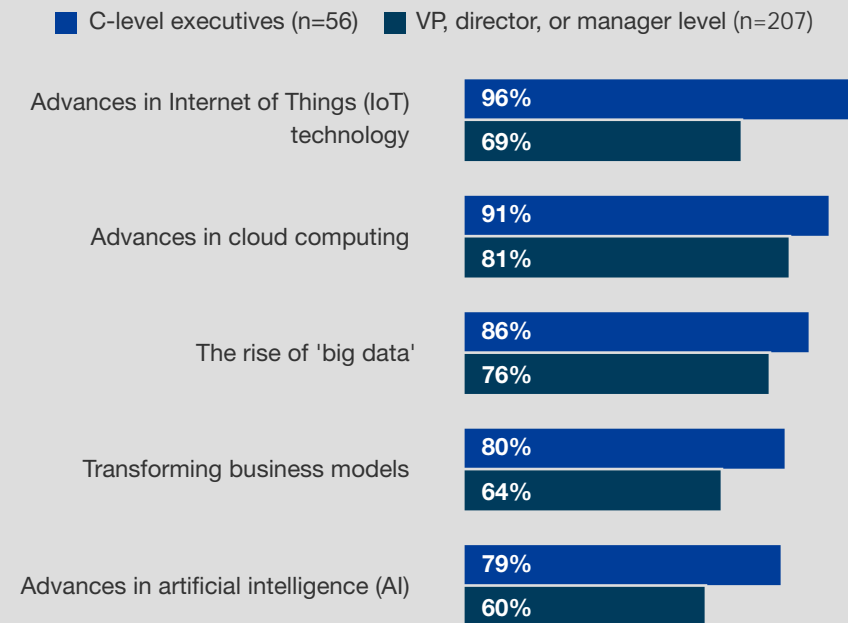 C-level executives (n=56) VP, director, or manager level (n=207)
Advances in Internet of Things (IoT)
technology
96%
69%
Advances in cloud computing
91%
81%
The rise of 'big data'
86%
76%
Transforming business models
80%
64%
Advances in artificial intelligence (AI)
79%
60%